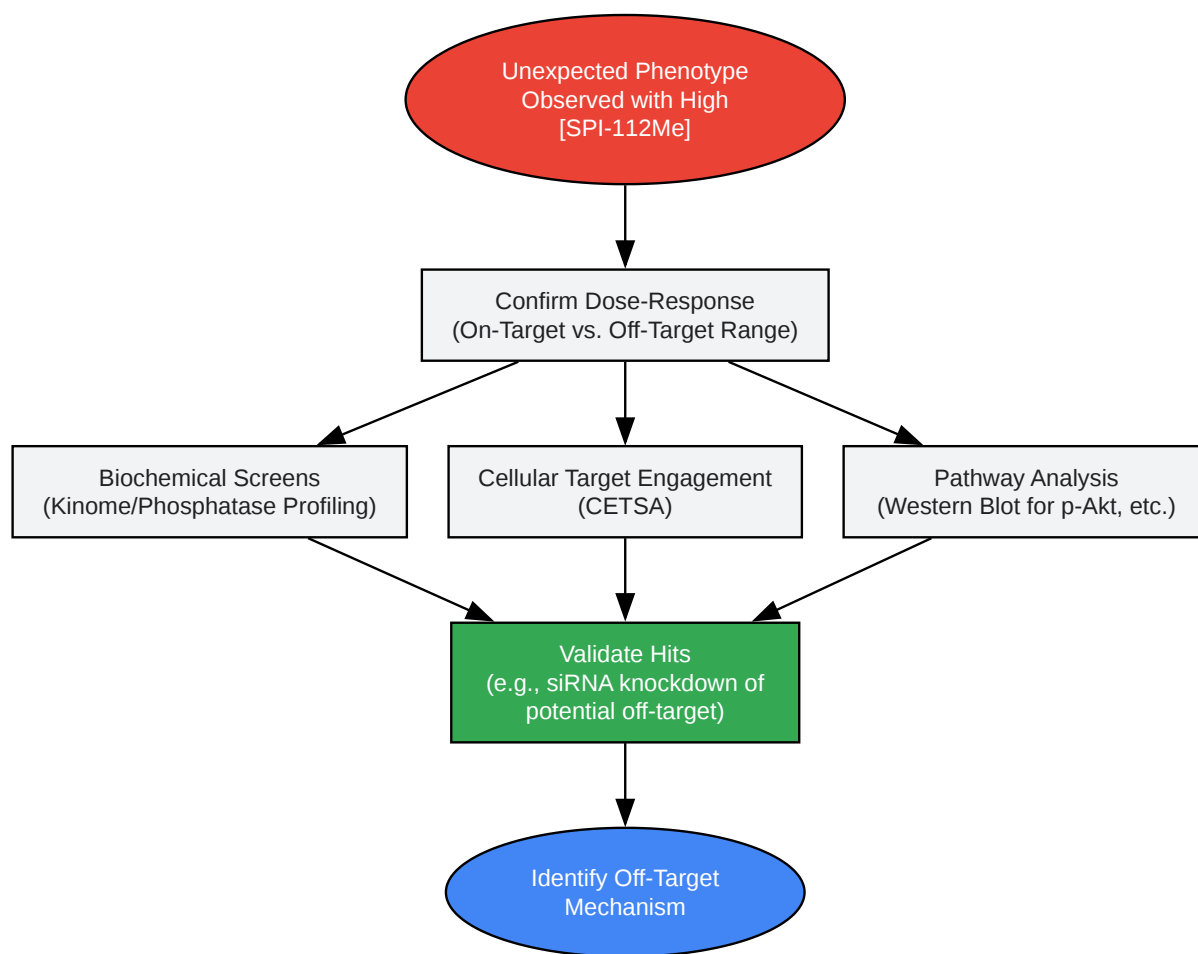 Unexpected Phenotype
Observed with High
[SPI-112Me]
Confirm Dose-Response
(On-Target vs. Off-Target Range)
Biochemical Screens
(Kinome/Phosphatase Profiling)
Cellular Target Engagement
(CETSA)
Pathway Analysis
(Western Blot for p-Akt, etc.)
Validate Hits
(e.g., siRNA knockdown of
potential off-target)
Identify Off-Target
Mechanism